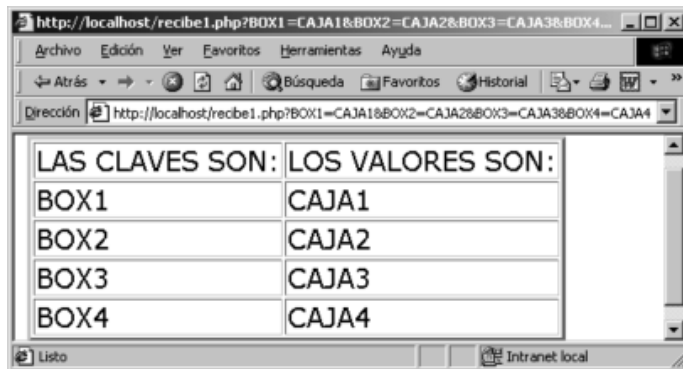 http://localhost/recibe1.php?BOX1=CAJA1&BOX2=CAJA2&BOX3=CAJA3&BOX4...
Archivo Edición Ver Favoritos Herramientas Ayuda
Atrás Búsqueda Favoritos Historial »
Dirección http://localhost/recibe1.php?BOX1=CAJA1&BOX2=CAJA2&BOX3=CAJA3&BOX4=CAJA4
LAS CLAVES SON: LOS VALORES SON:
BOX1 CAJA1
BOX2 CAJA2
BOX3 CAJA3
BOX4 CAJA4
Listo Intranet local